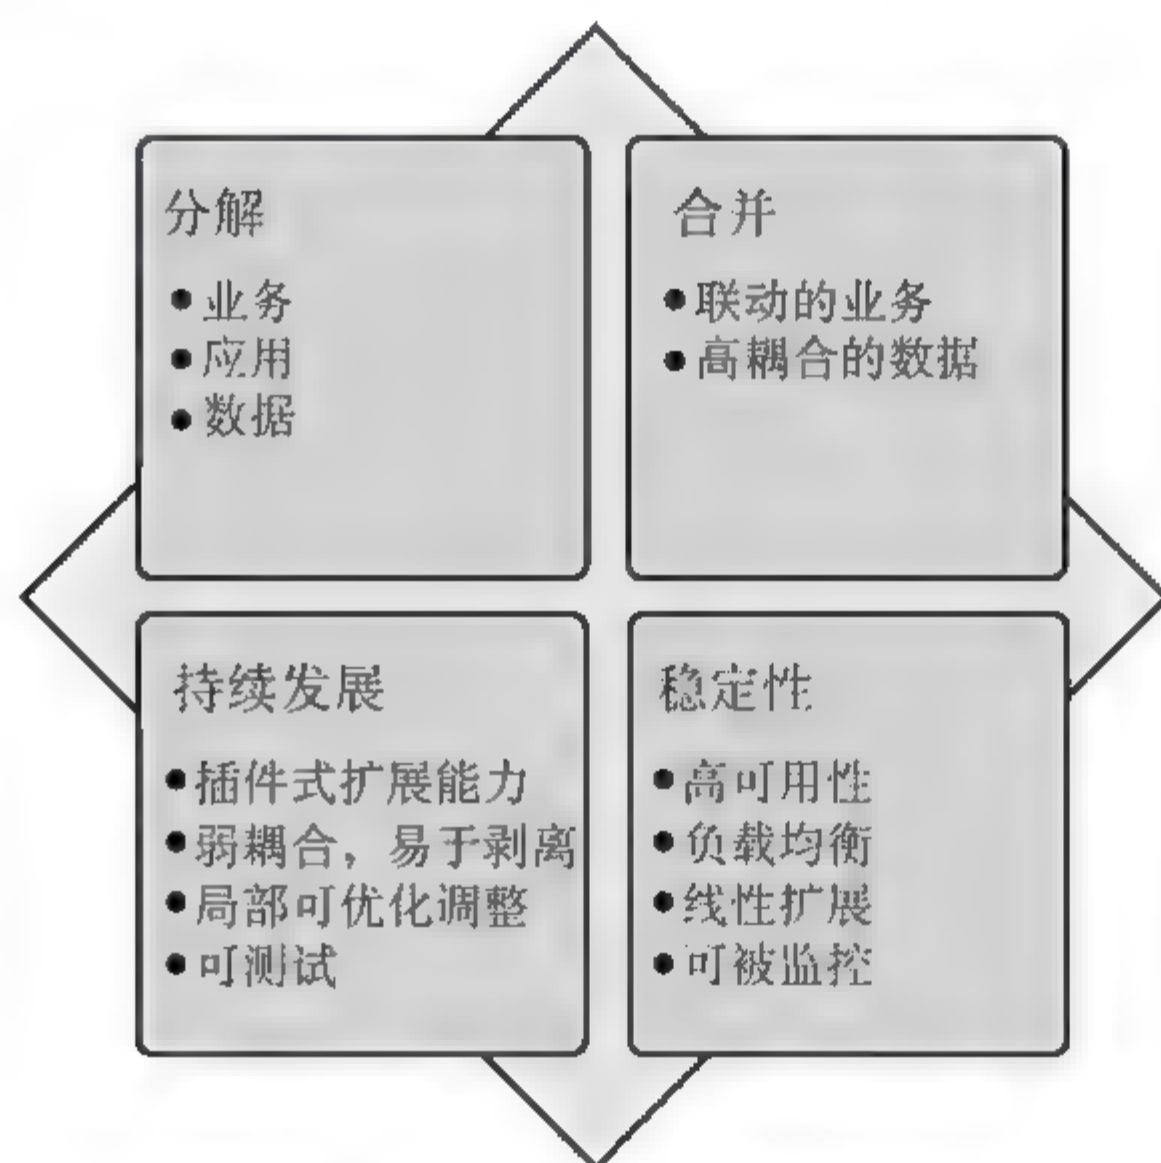 分解
● 业务
● 应用
● 数据
合并
● 联动的业务
● 高耦合的数据
持续发展
● 插件式扩展能力
● 弱耦合，易于剥离
● 局部可优化调整
● 可测试
稳定性
● 高可用性
● 负载均衡
● 线性扩展
● 可被监控